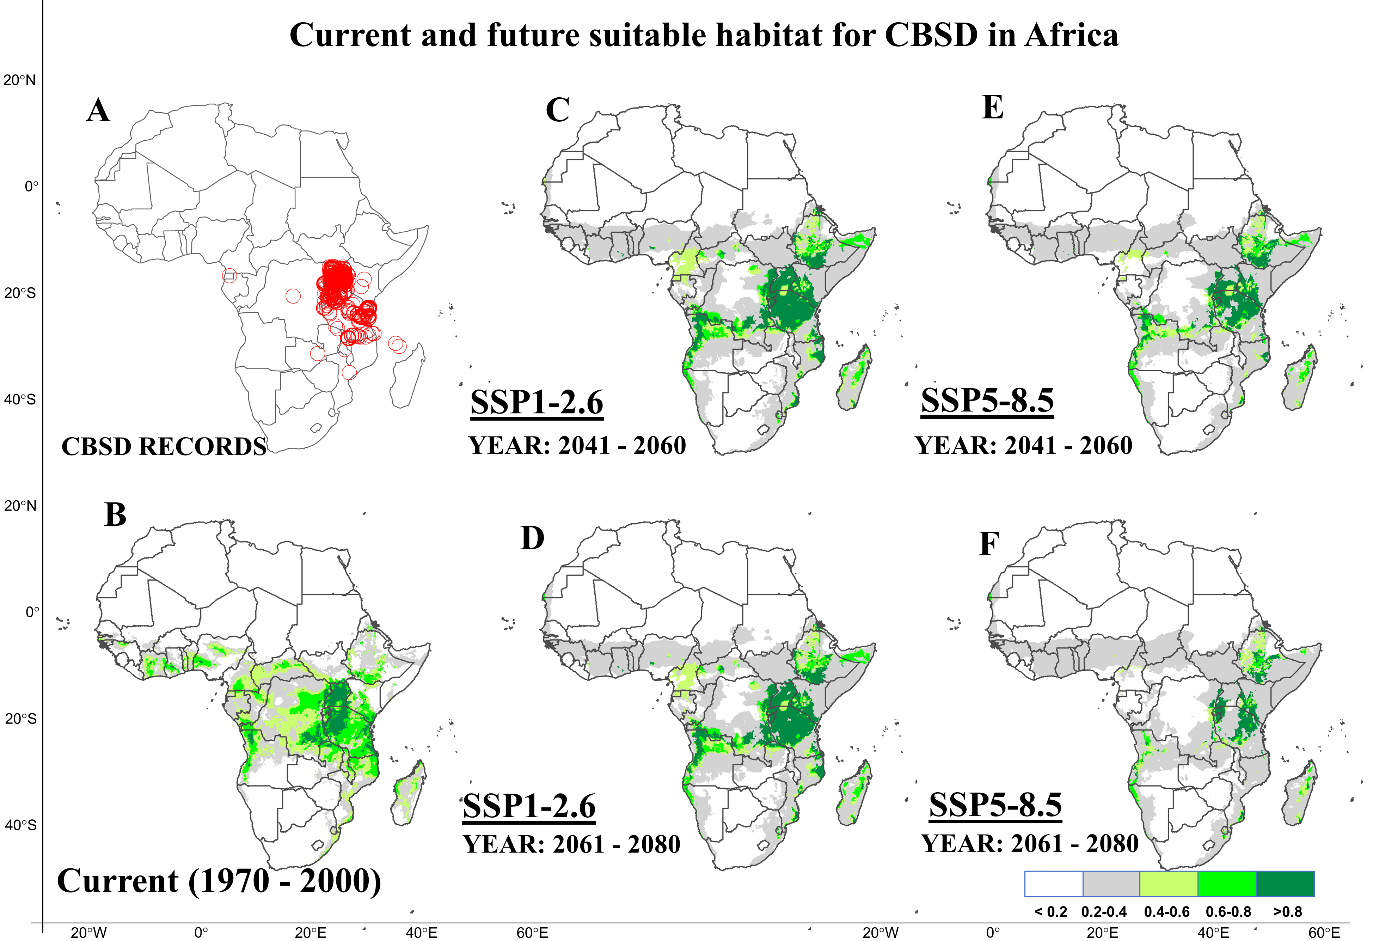 Current and future suitable habitat for CBSD in Africa
20°N
0°
20°S
40°S
A
CBSD RECORDS
C
SSP1-2.6
YEAR: 2041 - 2060
E
SSP5-8.5
YEAR: 2041 - 2060
20°N
0°
20°S
40°S
B
Current (1970 - 2000)
D
SSP1-2.6
YEAR: 2061 - 2080
F
SSP5-8.5
YEAR: 2061 - 2080
< 0.2 0.2-0.4 0.4-0.6 0.6-0.8 >0.8
20°W 0° 20°E 40°E 60°E 20°W 0° 20°E 40°E 60°E